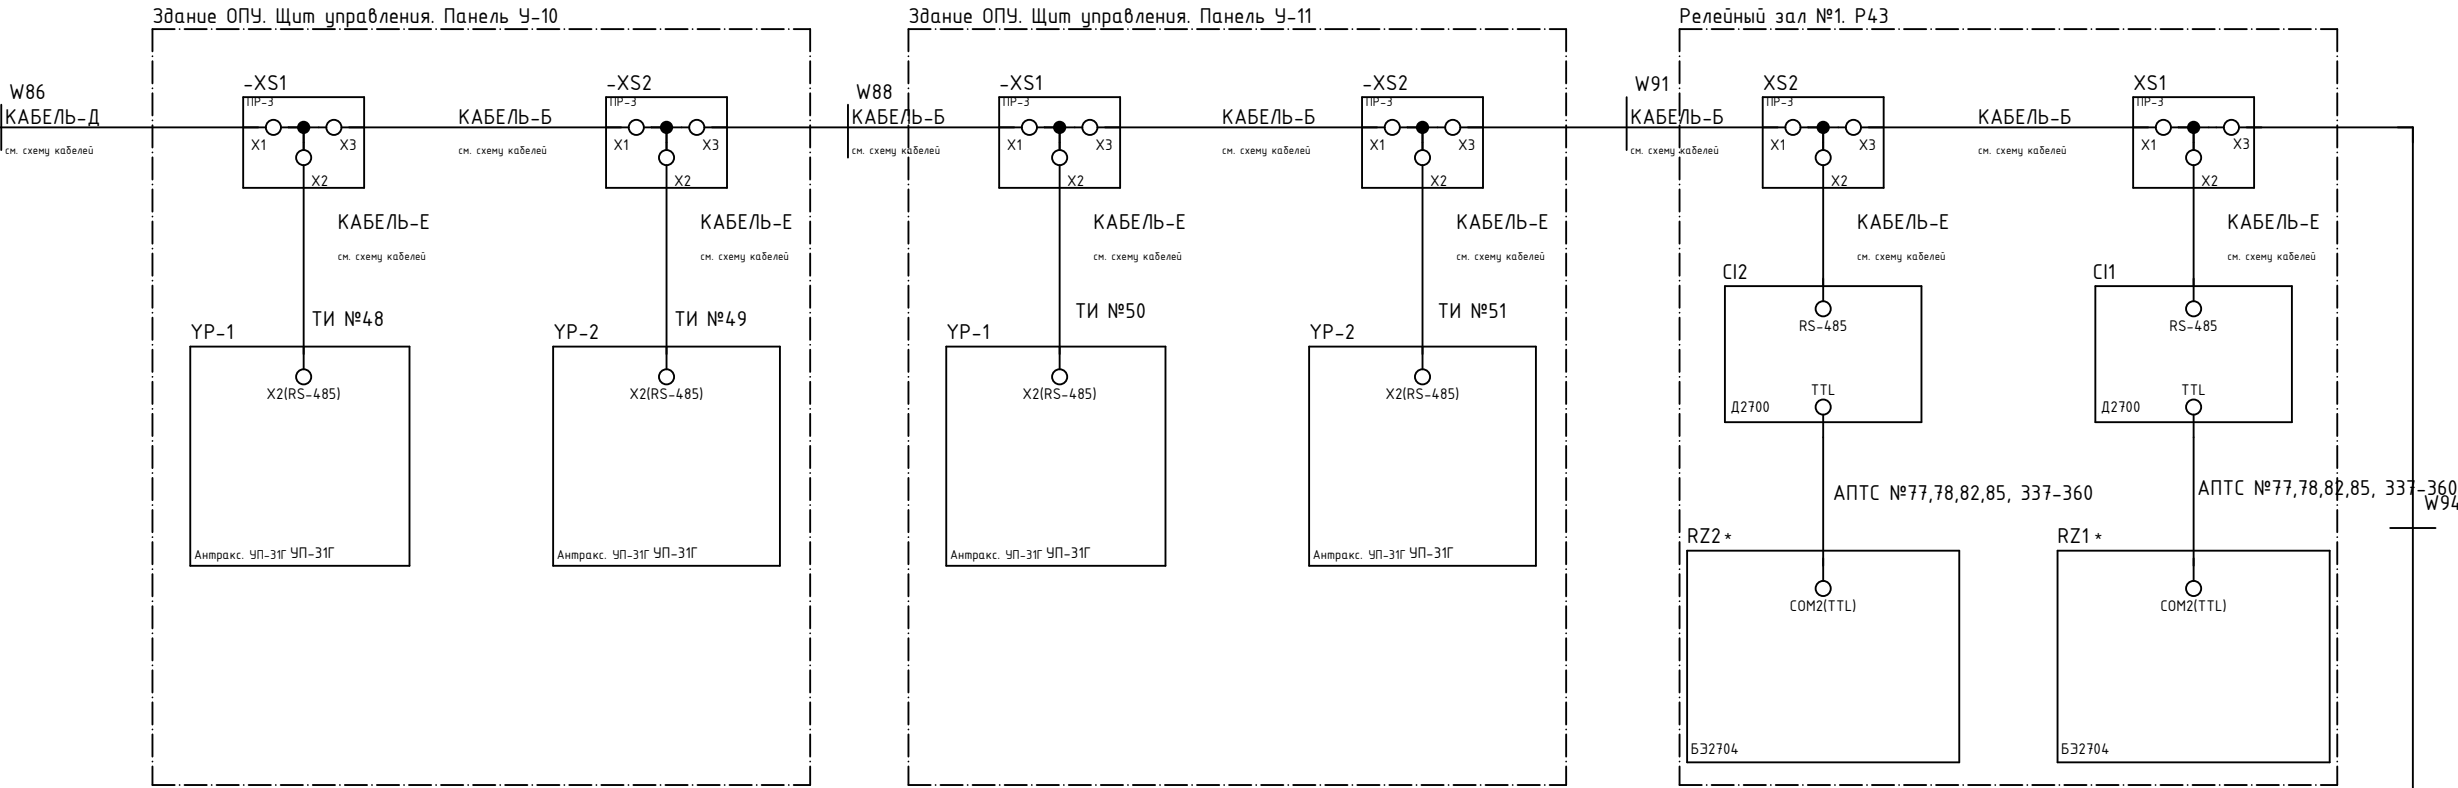 Здание ОПУ. Щит управления. Панель У-10
Здание ОПУ. Щит управления. Панель У-11
Релейный зал №1. Р43
W86
КАБЕЛЬ-Д
см. схему кабелей
-XS1
ПР-3
X1
X3
X2
КАБЕЛЬ-Б
см. схему кабелей
-XS2
ПР-3
X1
X3
X2
W88
КАБЕЛЬ-Б
см. схему кабелей
-XS1
ПР-3
X1
X3
X2
КАБЕЛЬ-Б
см. схему кабелей
-XS2
ПР-3
X1
X3
X2
W91
КАБЕЛЬ-Б
см. схему кабелей
XS2
ПР-3
X1
X3
X2
КАБЕЛЬ-Б
см. схему кабелей
XS1
ПР-3
X1
X3
X2
КАБЕЛЬ-Е
см. схему кабелей
КАБЕЛЬ-Е
см. схему кабелей
КАБЕЛЬ-Е
см. схему кабелей
КАБЕЛЬ-Е
см. схему кабелей
КАБЕЛЬ-Е
см. схему кабелей
КАБЕЛЬ-Е
см. схему кабелей
ТИ №48
YP-1
X2(RS-485)
Антракс. УП-31Г УП-31Г
ТИ №49
YP-2
X2(RS-485)
Антракс. УП-31Г УП-31Г
ТИ №50
YP-1
X2(RS-485)
Антракс. УП-31Г УП-31Г
ТИ №51
YP-2
X2(RS-485)
Антракс. УП-31Г УП-31Г
CI2
RS-485
TTL
Д2700
CI1
RS-485
TTL
Д2700
АПТС №77,78,82,85, 337-360
АПТС №77,78,82,85, 337-360
W94
RZ2*
COM2(TTL)
БЭ2704
RZ1*
COM2(TTL)
БЭ2704